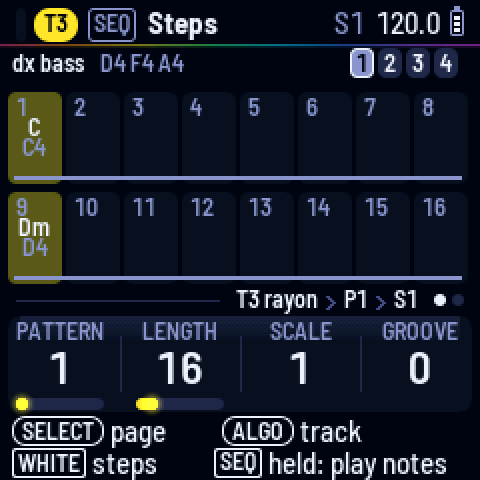 T3 SEQ Steps S1 120.0
dx bass D4 F4 A4 1 2 3 4
1 2 3 4 5 6 7 8
C
C4
9 10 11 12 13 14 15 16
Dm
D4
T3 rayon > P1 > S1
PATTERN LENGTH SCALE GROOVE
1 16 1 0
SELECT page ALGO track
WHITE steps SEQ held: play notes